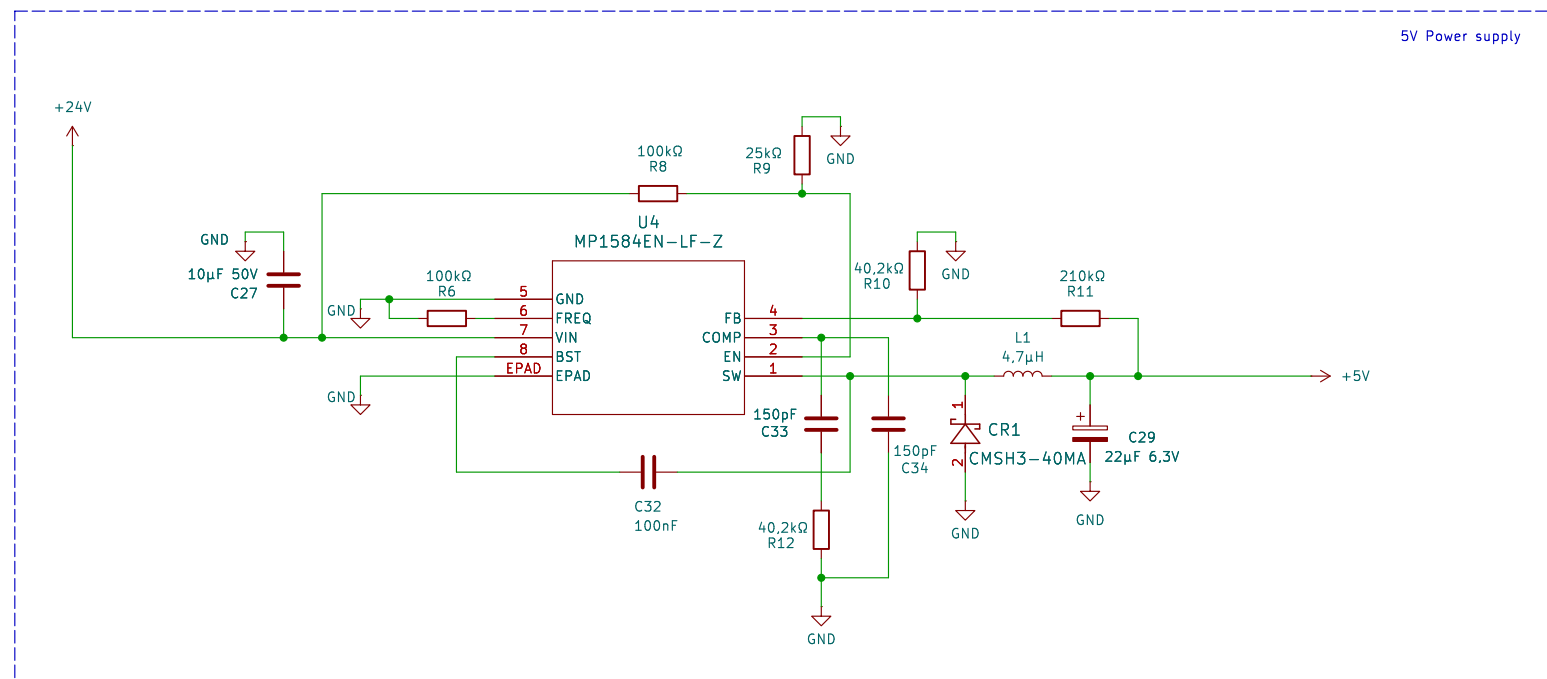 5V Power supply
+24V
100kΩ
R8
25kΩ
R9
GND
U4
MP1584EN-LF-Z
GND
10µF 50V
C27
100kΩ
R6
GND
5
GND
6
FREQ
7
VIN
8
BST
EPAD
EPAD
GND
FB
4
COMP
3
EN
2
SW
1
40,2kΩ
R10
GND
210kΩ
R11
L1
4,7µH
+5V
150pF
C33
150pF
C34
1
2
CR1
CMSH3-40MA
GND
+
C29
22µF 6,3V
GND
C32
100nF
40,2kΩ
R12
GND